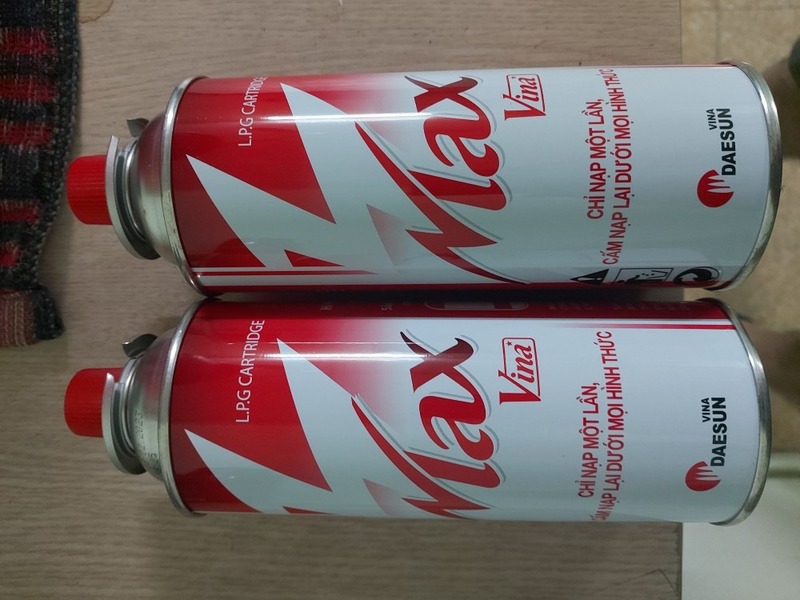 L.P.G CARTRIDGE
Max
Vina
CHỈ NẠP MỘT LẦN,
CẤM NẠP LẠI DƯỚI MỌI HÌNH THỨC
VINA
DAESUN
L.P.G CARTRIDGE
Max
Vina
CHỈ NẠP MỘT LẦN,
CẤM NẠP LẠI DƯỚI MỌI HÌNH THỨC
VINA
DAESUN